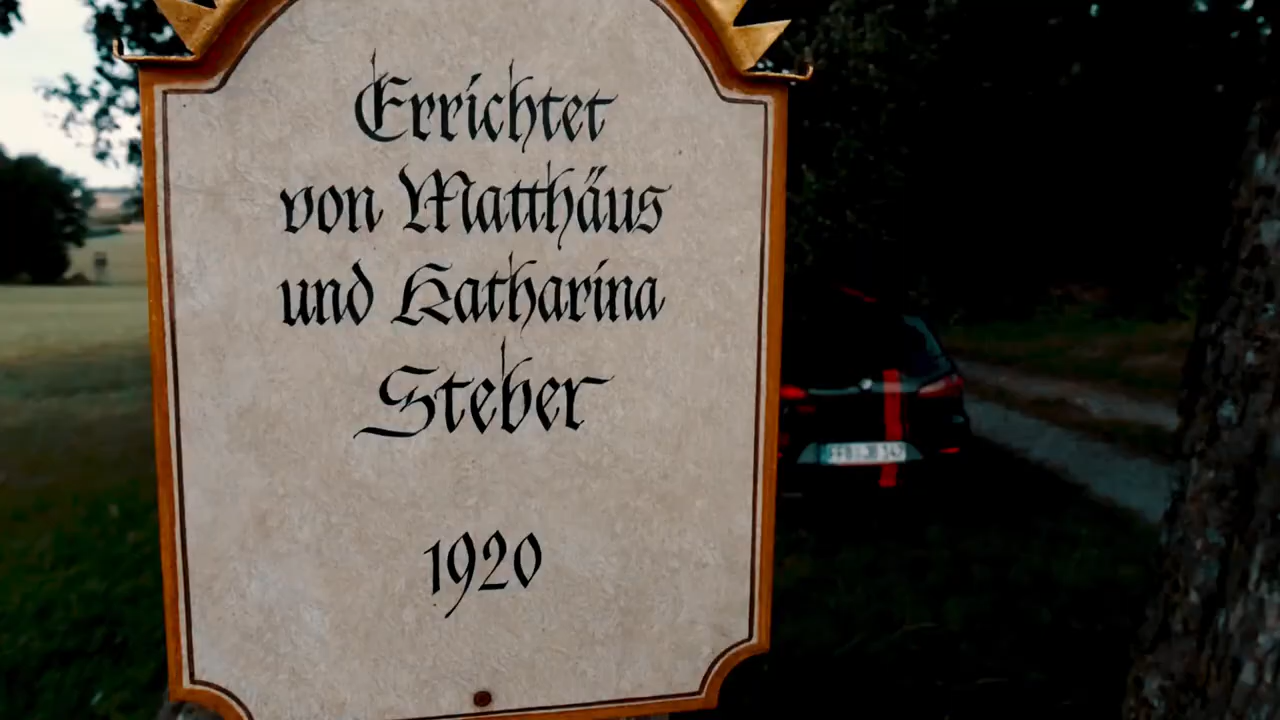 Errichtet
von Matthäus
und Katharina
Steber
1920